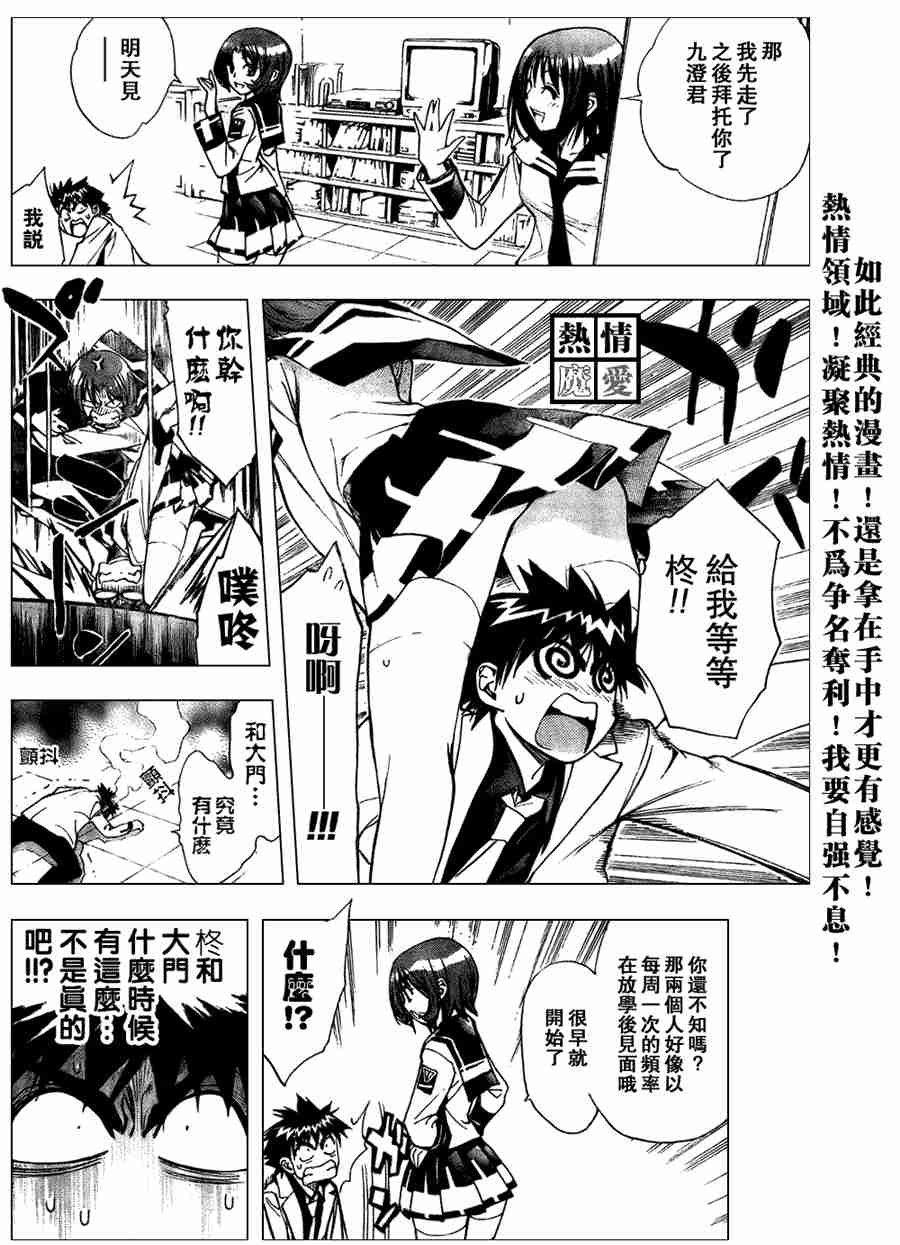 那
我先走了
之後拜托你了
九澄君
明天見
——
我説
熱情
魔愛
給我等等
柊!!
呀啊——!!!
你幹
什麽啊!!
噗咚
和大門…
究竟
有什麽
顫抖
顫抖
你還不知嗎?
那兩個人好像以
每周一次的頻率
在放學後見面哦
很早就
開始了
什麽!?
柊和
大門
什麼時候
有這麼…
不是眞的
吧!!?
如此經典的漫畫！還是拿在手中才更有感覺！
熱情領域！凝聚熱情！不爲争名奪利！我要自强不息！